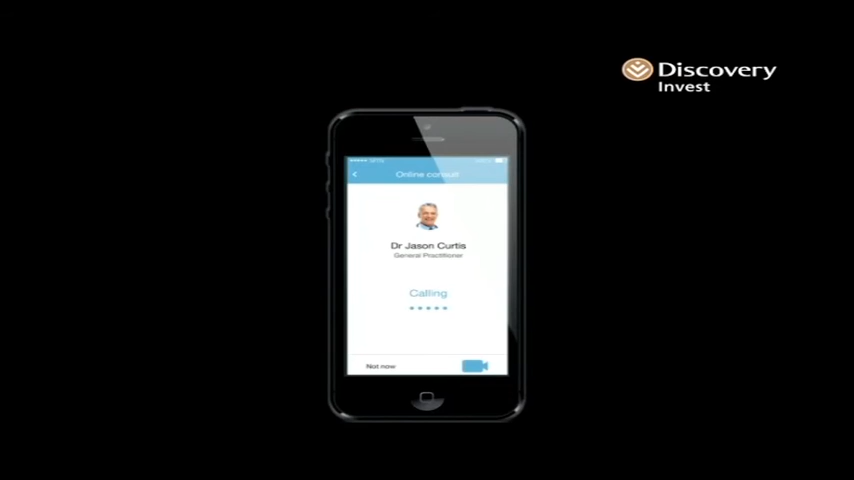 Discovery
Invest
Online consult
Dr Jason Curtis
General Practitioner
Calling
Not now